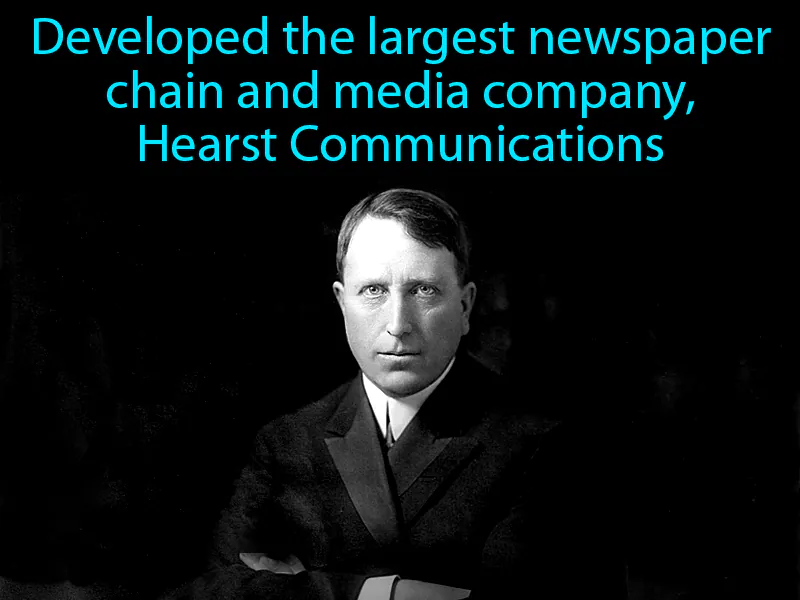 Developed the largest newspaper
chain and media company,
Hearst Communications